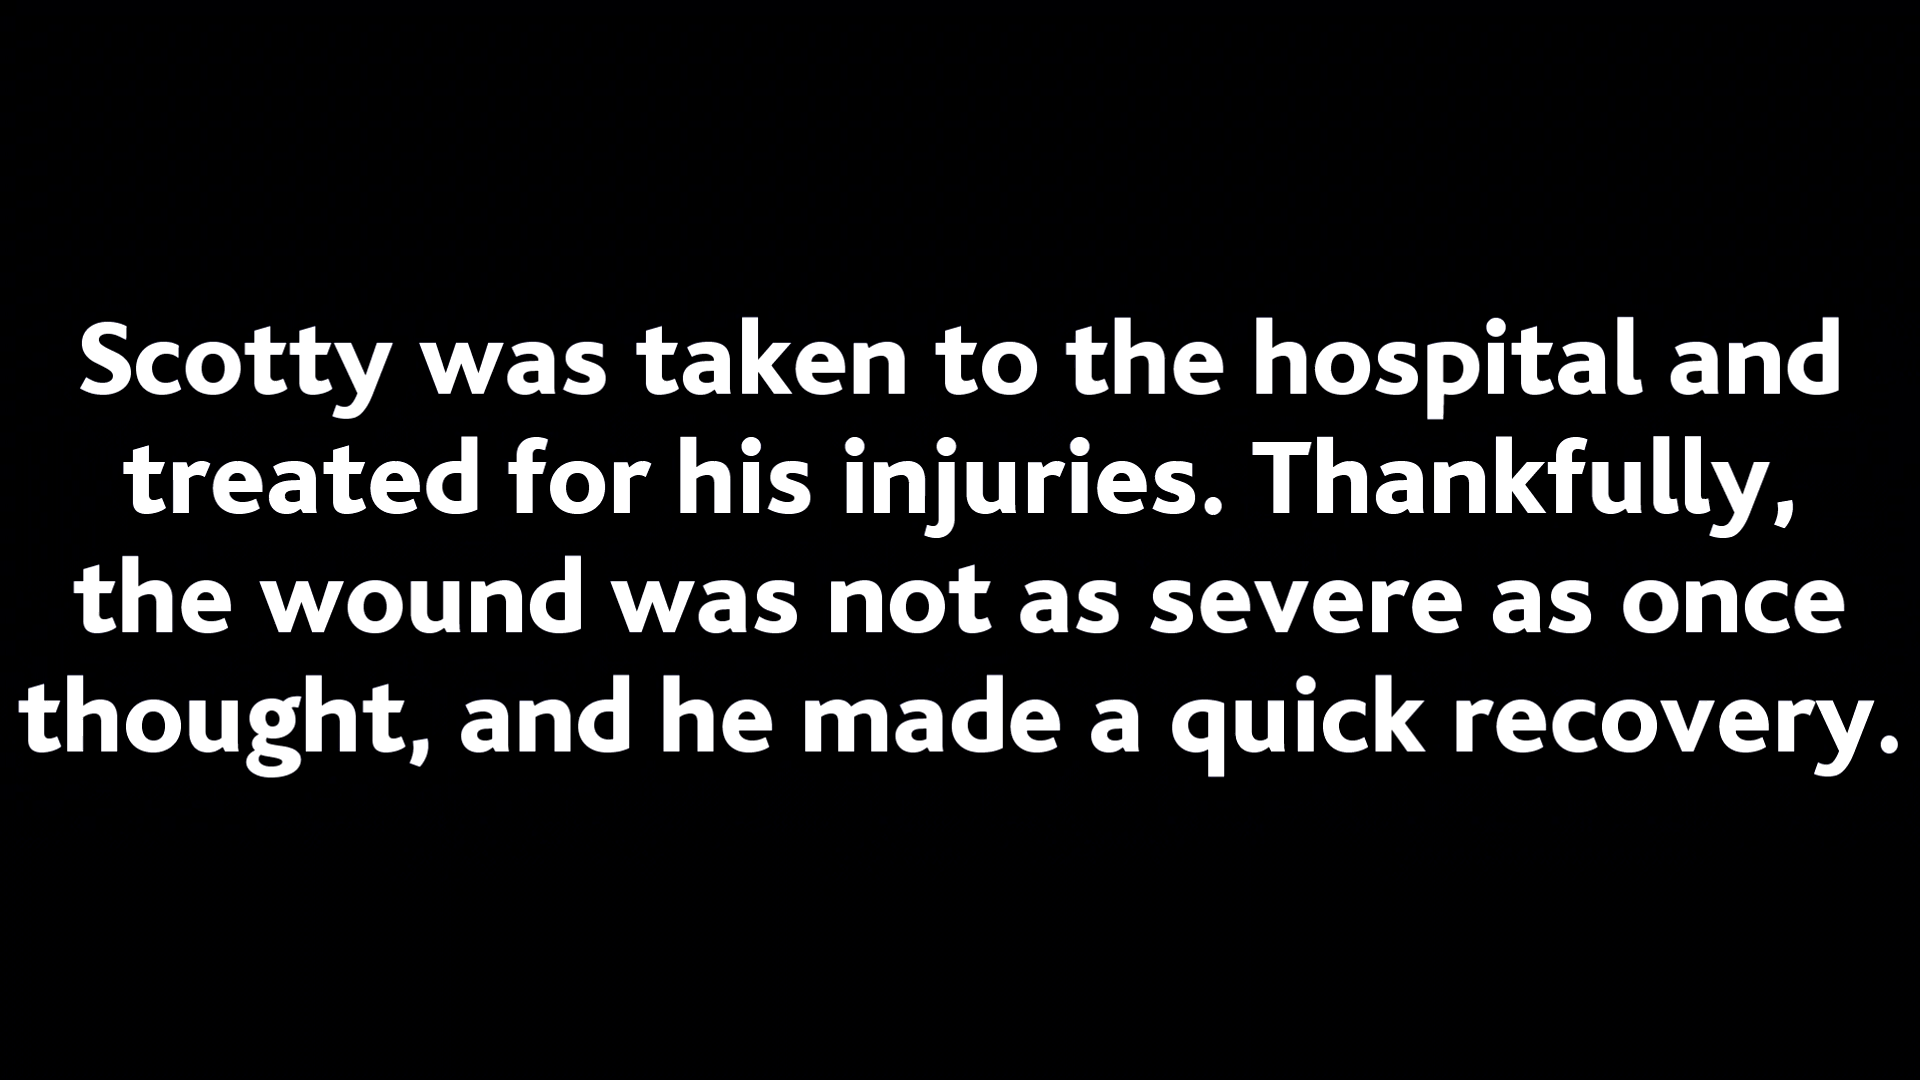 Scotty was taken to the hospital and
treated for his injuries. Thankfully,
the wound was not as severe as once
thought, and he made a quick recovery.